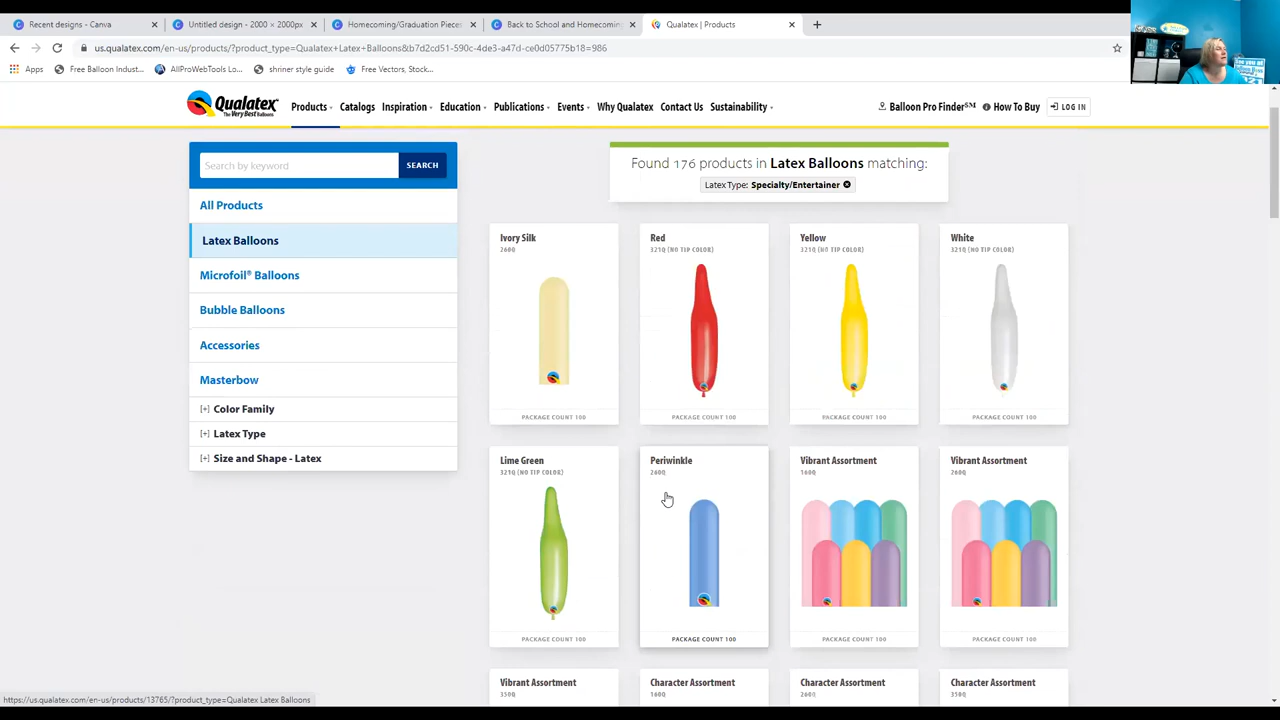 Recent designs - Canva
Untitled design - 2000 × 2000px
Homecoming/Graduation Pieces
Back to School and Homecoming
Qualatex | Products
us.qualatex.com/en-us/products/?product_type=Qualatex+Latex+Balloons&b7d2cd51-590c-4de3-a47d-ce0d05775b18=986
Apps
Free Balloon Indust...
AllProWebTools Lo...
shriner style guide
Free Vectors, Stock...
Qualatex
The Very Best Balloons
Products
Catalogs
Inspiration
Education
Publications
Events
Why Qualatex
Contact Us
Sustainability
Balloon Pro Finder℠
How To Buy
LOG IN
Search by keyword
SEARCH
All Products
Latex Balloons
Microfoil® Balloons
Bubble Balloons
Accessories
Masterbow
[+] Color Family
[+] Latex Type
[+] Size and Shape - Latex
Found 176 products in Latex Balloons matching:
Latex Type: Specialty/Entertainer
Ivory Silk
260Q
PACKAGE COUNT 100
Red
321Q (NO TIP COLOR)
PACKAGE COUNT 100
Yellow
321Q (NO TIP COLOR)
PACKAGE COUNT 100
White
321Q (NO TIP COLOR)
PACKAGE COUNT 100
Lime Green
321Q (NO TIP COLOR)
PACKAGE COUNT 100
Periwinkle
260Q
PACKAGE COUNT 100
Vibrant Assortment
160Q
PACKAGE COUNT 100
Vibrant Assortment
260Q
PACKAGE COUNT 100
Vibrant Assortment
350Q
Character Assortment
160Q
Character Assortment
260Q
Character Assortment
350Q
https://us.qualatex.com/en-us/products/13765/?product_type=Qualatex Latex Balloons